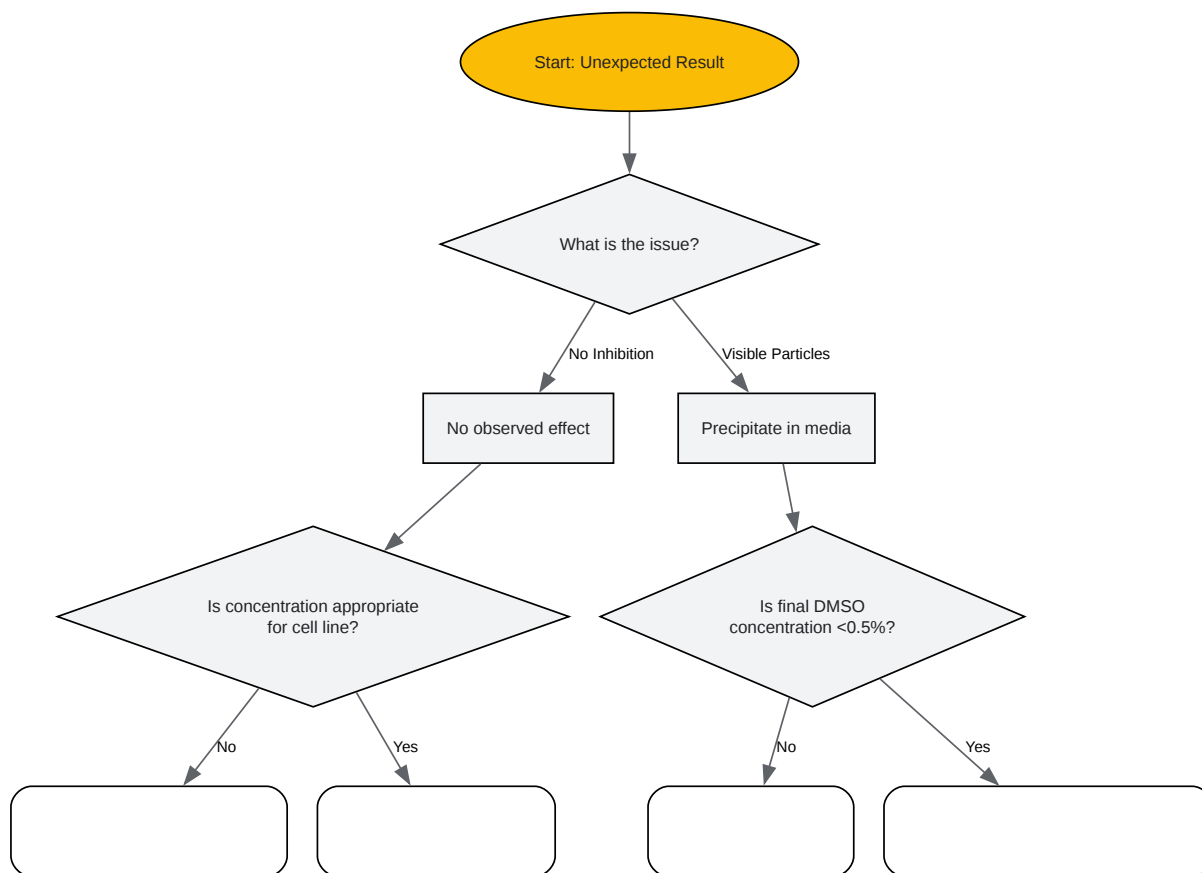 Start: Unexpected Result
What is the issue?
No Inhibition
Visible Particles
No observed effect
Precipitate in media
Is concentration appropriate
for cell line?
Is final DMSO
concentration <0.5%?
No
Yes
No
Yes